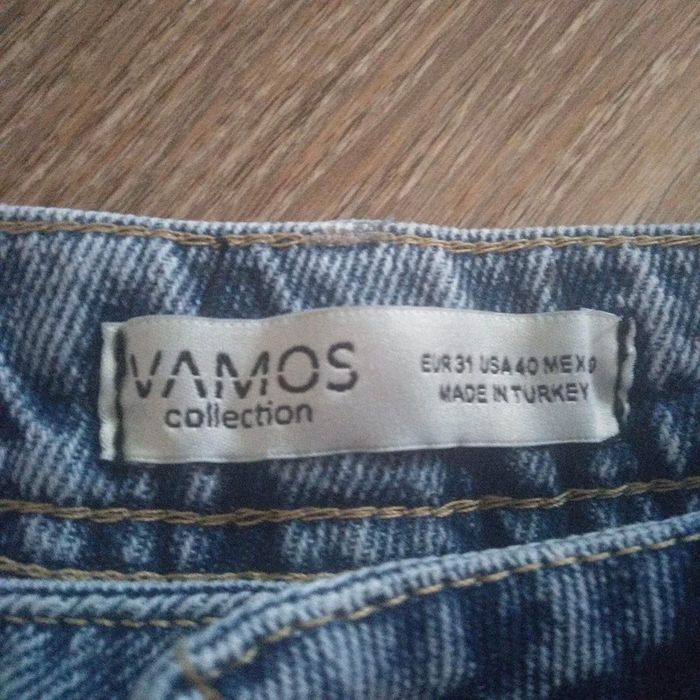 VAMOS
collection
EUR 31 USA 40 MEX 9
MADE IN TURKEY